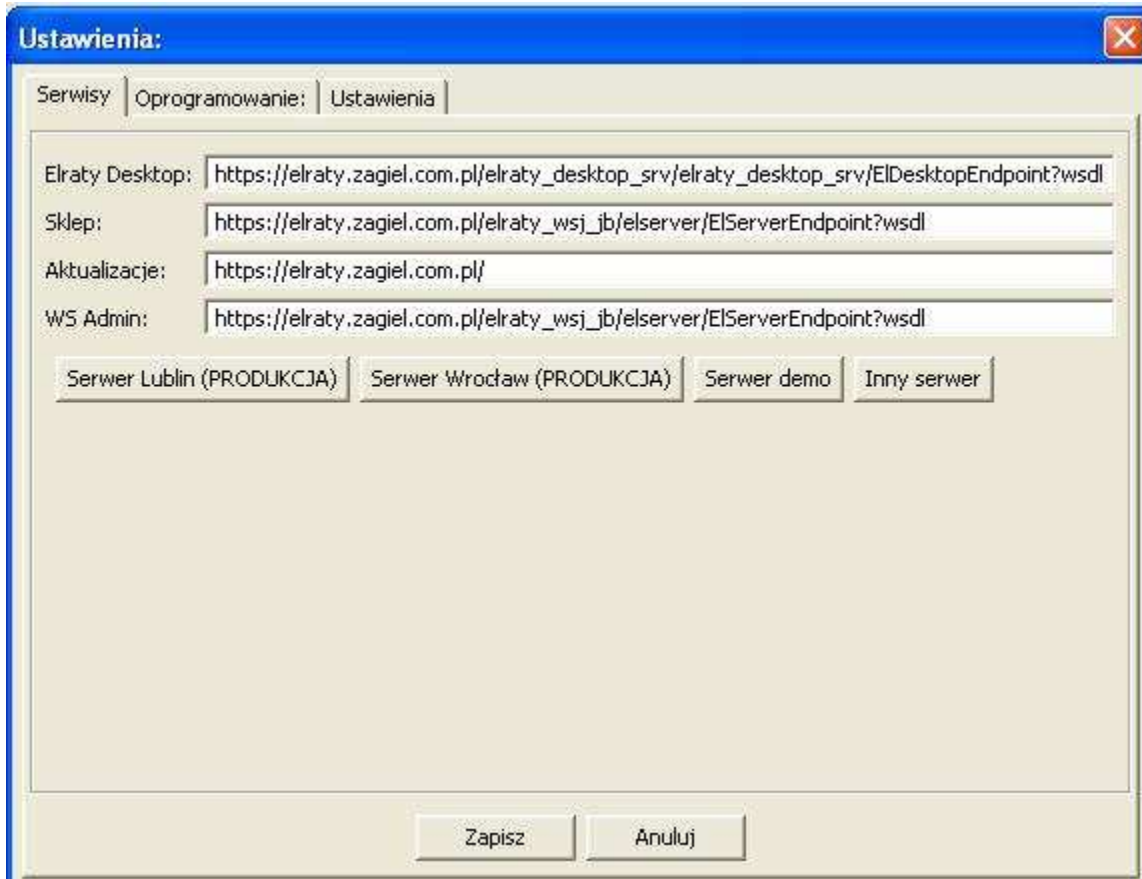 Ustawienia:
Serwisy Oprogramowanie: Ustawienia
Elraty Desktop: https://elraty.zagiel.com.pl/elraty_desktop_srv/elraty_desktop_srv/ElDesktopEndpoint?wsdl
Sklep: https://elraty.zagiel.com.pl/elraty_wsj_jb/elserver/ElServerEndpoint?wsdl
Aktualizacje: https://elraty.zagiel.com.pl/
WS Admin: https://elraty.zagiel.com.pl/elraty_wsj_jb/elserver/ElServerEndpoint?wsdl
Serwer Lublin (PRODUKCJA) Serwer Wrocław (PRODUKCJA) Serwer demo Inny serwer
Zapisz Anuluj